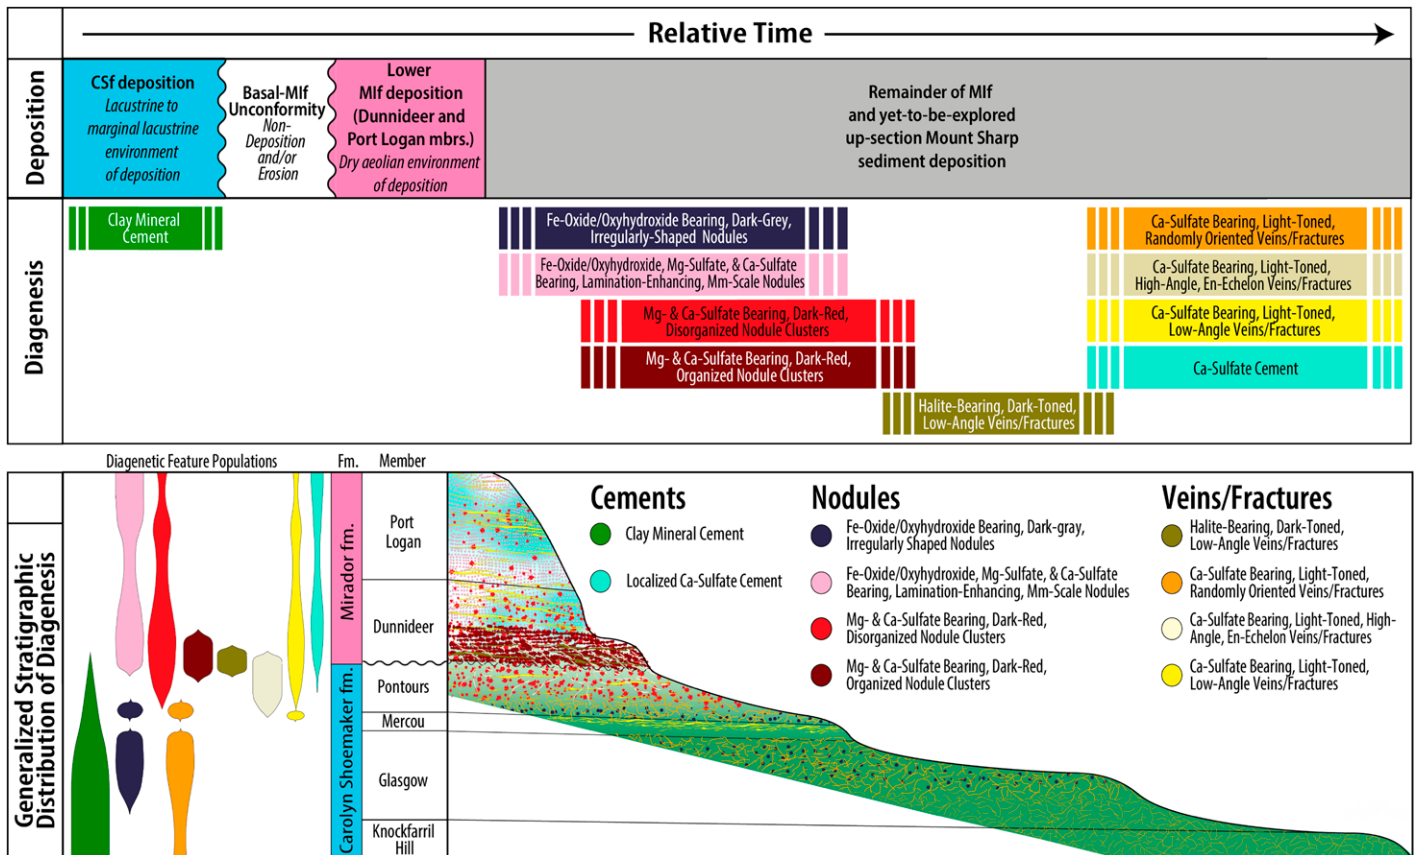 Relative Time
Deposition
CSf deposition
Lacustrine to
marginal lacustrine
environment
of deposition
Basal-MIf
Unconformity
Non-
Deposition
and/or
Erosion
Lower
MIf deposition
(Dunnideer and
Port Logan mbrs.)
Dry aeolian environment
of deposition
Remainder of MIf
and yet-to-be-explored
up-section Mount Sharp
sediment deposition
Diagenesis
Clay Mineral
Cement
Fe-Oxide/Oxyhydroxide Bearing, Dark-Grey,
Irregularly-Shaped Nodules
Fe-Oxide/Oxyhydroxide, Mg-Sulfate, & Ca-Sulfate
Bearing, Lamination-Enhancing, Mm-Scale Nodules
Mg- & Ca-Sulfate Bearing, Dark-Red,
Disorganized Nodule Clusters
Mg- & Ca-Sulfate Bearing, Dark-Red,
Organized Nodule Clusters
Halite-Bearing, Dark-Toned,
Low-Angle Veins/Fractures
Ca-Sulfate Bearing, Light-Toned,
Randomly Oriented Veins/Fractures
Ca-Sulfate Bearing, Light-Toned,
High-Angle, En-Echelon Veins/Fractures
Ca-Sulfate Bearing, Light-Toned,
Low-Angle Veins/Fractures
Ca-Sulfate Cement
Generalized Stratigraphic
Distribution of Diagenesis
Diagenetic Feature Populations
Fm.
Member
Mirador fm.
Carolyn Shoemaker fm.
Port
Logan
Dunnideer
Pontours
Mercou
Glasgow
Knockfarril
Hill
Cements
Clay Mineral Cement
Localized Ca-Sulfate Cement
Nodules
Fe-Oxide/Oxyhydroxide Bearing, Dark-gray,
Irregularly Shaped Nodules
Fe-Oxide/Oxyhydroxide, Mg-Sulfate, & Ca-Sulfate
Bearing, Lamination-Enhancing, Mm-Scale Nodules
Mg- & Ca-Sulfate Bearing, Dark-Red,
Disorganized Nodule Clusters
Mg- & Ca-Sulfate Bearing, Dark-Red,
Organized Nodule Clusters
Veins/Fractures
Halite-Bearing, Dark-Toned,
Low-Angle Veins/Fractures
Ca-Sulfate Bearing, Light-Toned,
Randomly Oriented Veins/Fractures
Ca-Sulfate Bearing, Light-Toned, High-
Angle, En-Echelon Veins/Fractures
Ca-Sulfate Bearing, Light-Toned,
Low-Angle Veins/Fractures